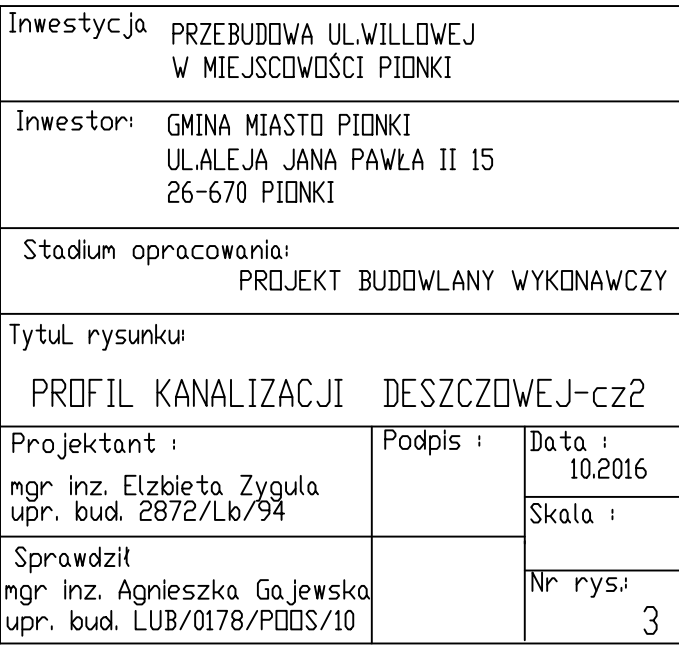 Inwestycja PRZEBUDOWA UL.WILLOWEJ
W MIEJSCOWOŚCI PIONKI
Inwestor: GMINA MIASTO PIONKI
UL.ALEJA JANA PAWŁA II 15
26-670 PIONKI
Stadium opracowania:
PROJEKT BUDOWLANY WYKONAWCZY
TytuL rysunku:
PROFIL KANALIZACJI DESZCZOWEJ-cz2
Projektant :
mgr inz. Elzbieta Zygula
upr. bud. 2872/Lb/94
Podpis :
Data :
10.2016
Skala :
Sprawdził
mgr inz. Agnieszka Gajewska
upr. bud. LUB/0178/POOS/10
Nr rys.:
3